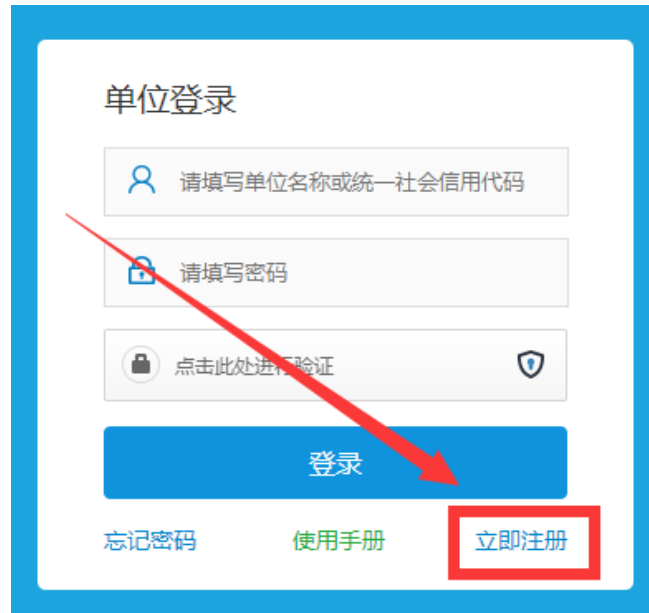 单位登录
请填写单位名称或统一社会信用代码
请填写密码
点击此处进行验证
登录
忘记密码 使用手册 立即注册